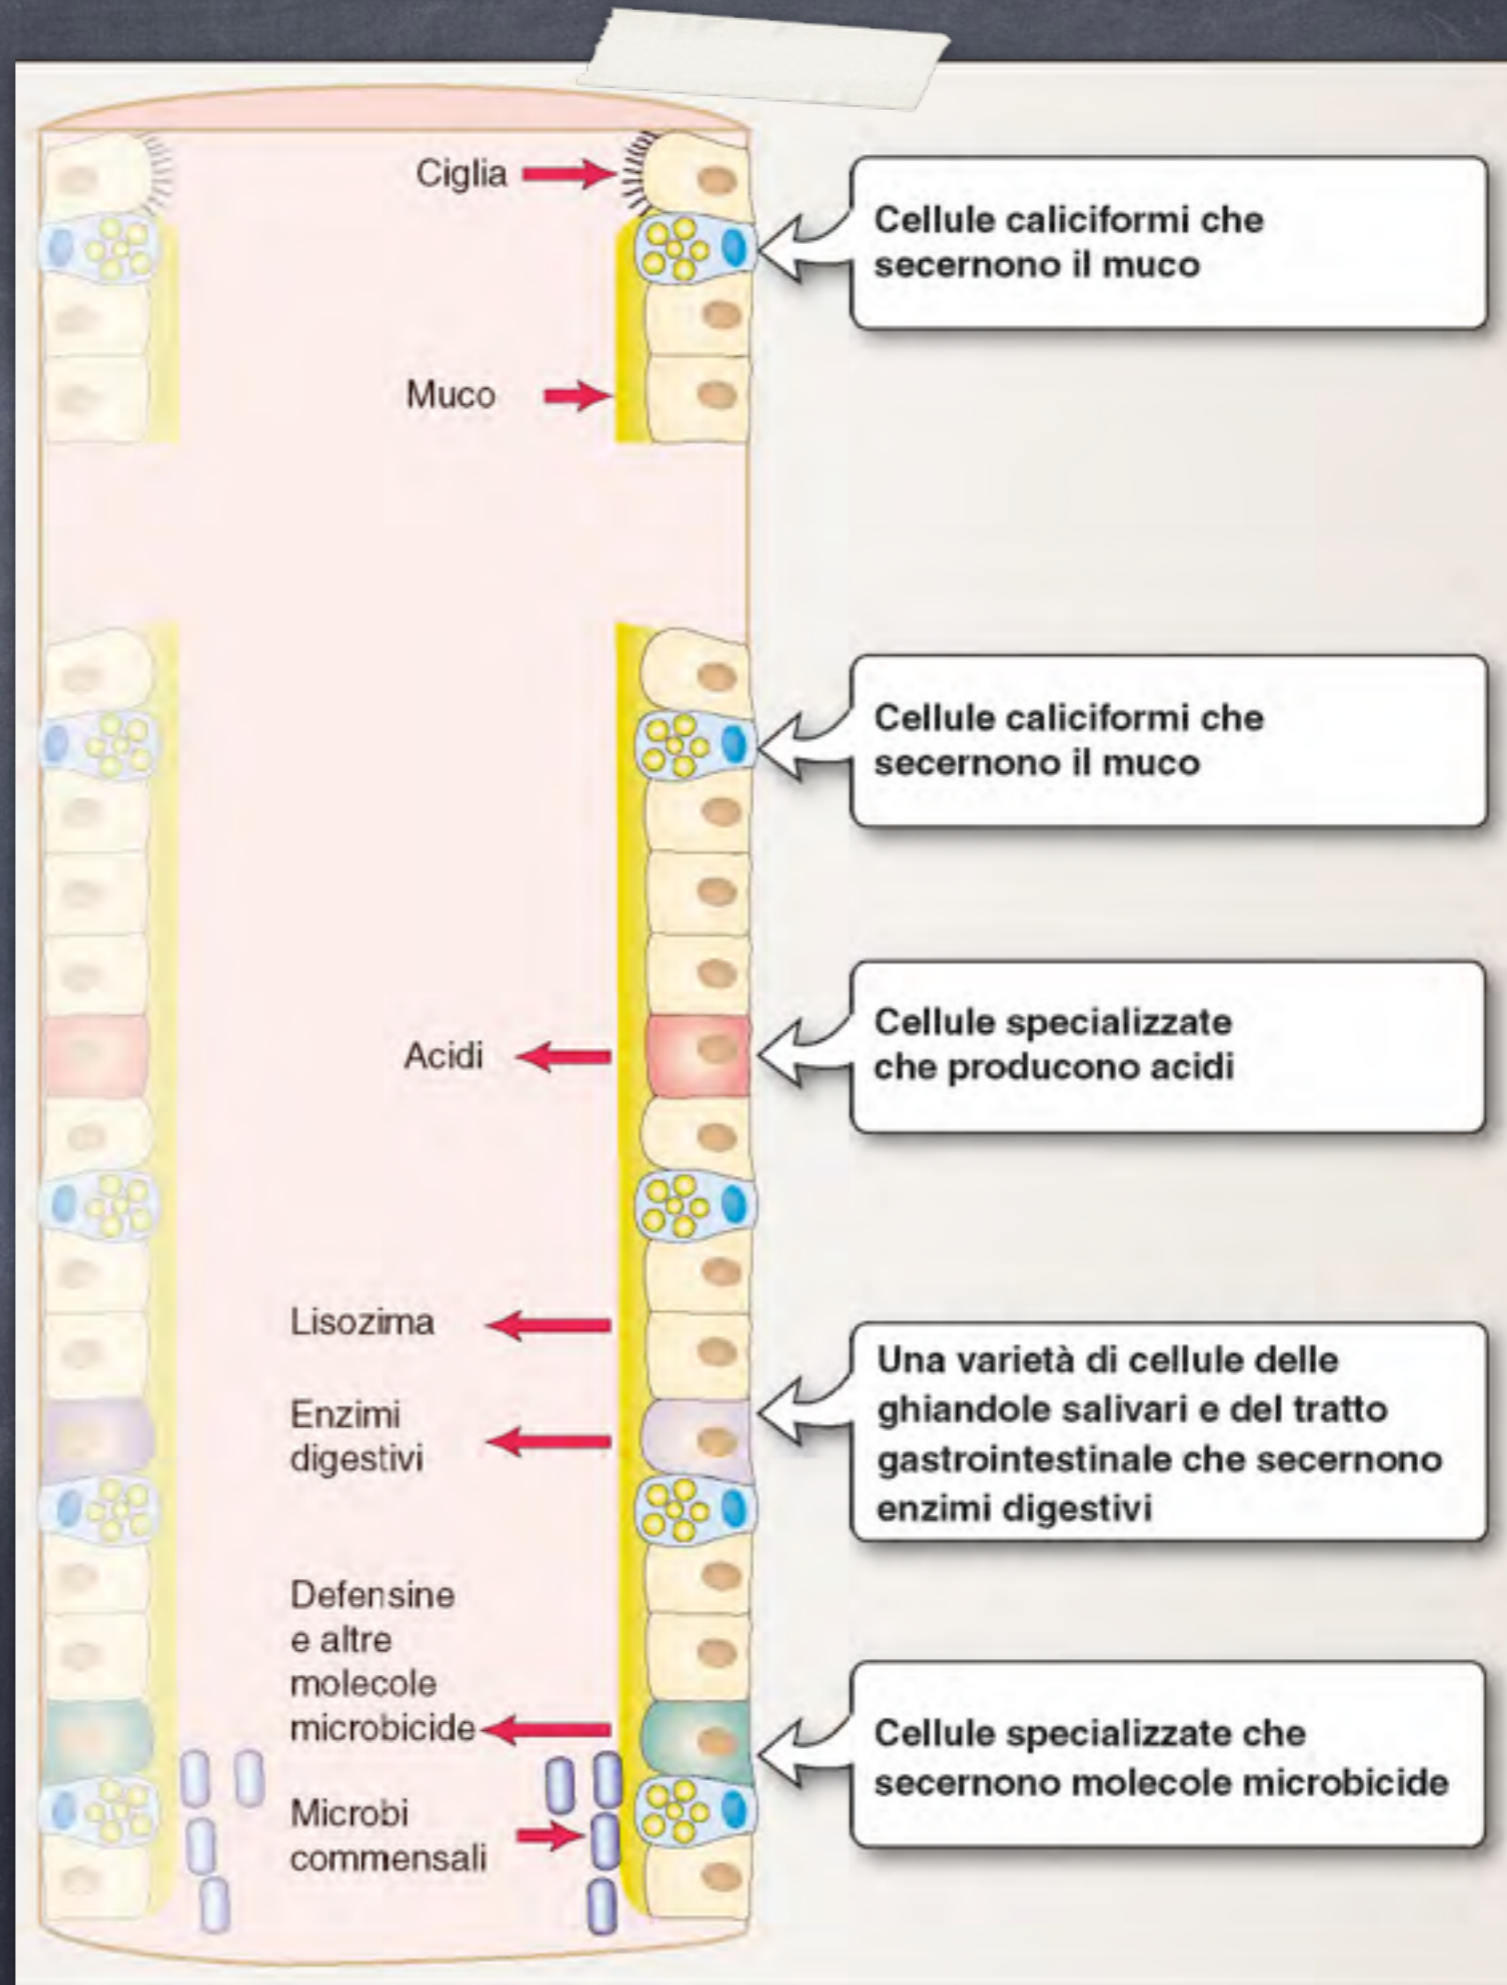 Ciglia
Cellule caliciformi che
secernono il muco
Muco
Cellule caliciformi che
secernono il muco
Acidi
Cellule specializzate
che producono acidi
Lisozima
Enzimi
digestivi
Una varietà di cellule delle
ghiandole salivari e del tratto
gastrointestinale che secernono
enzimi digestivi
Defensine
e altre
molecole
microbicide
Cellule specializzate che
secernono molecole microbicide
Microbi
commensali